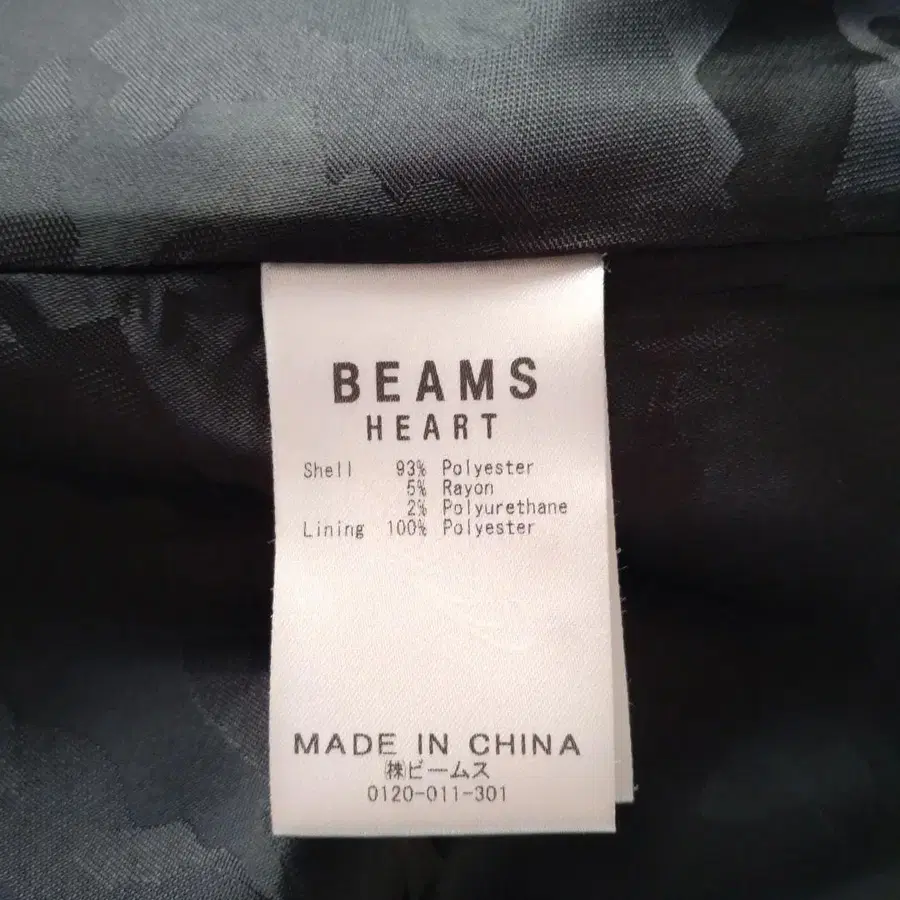 BEAMS
HEART
Shell 93% Polyester
5% Rayon
2% Polyurethane
Lining 100% Polyester
MADE IN CHINA
㈱ビームス
0120-011-301